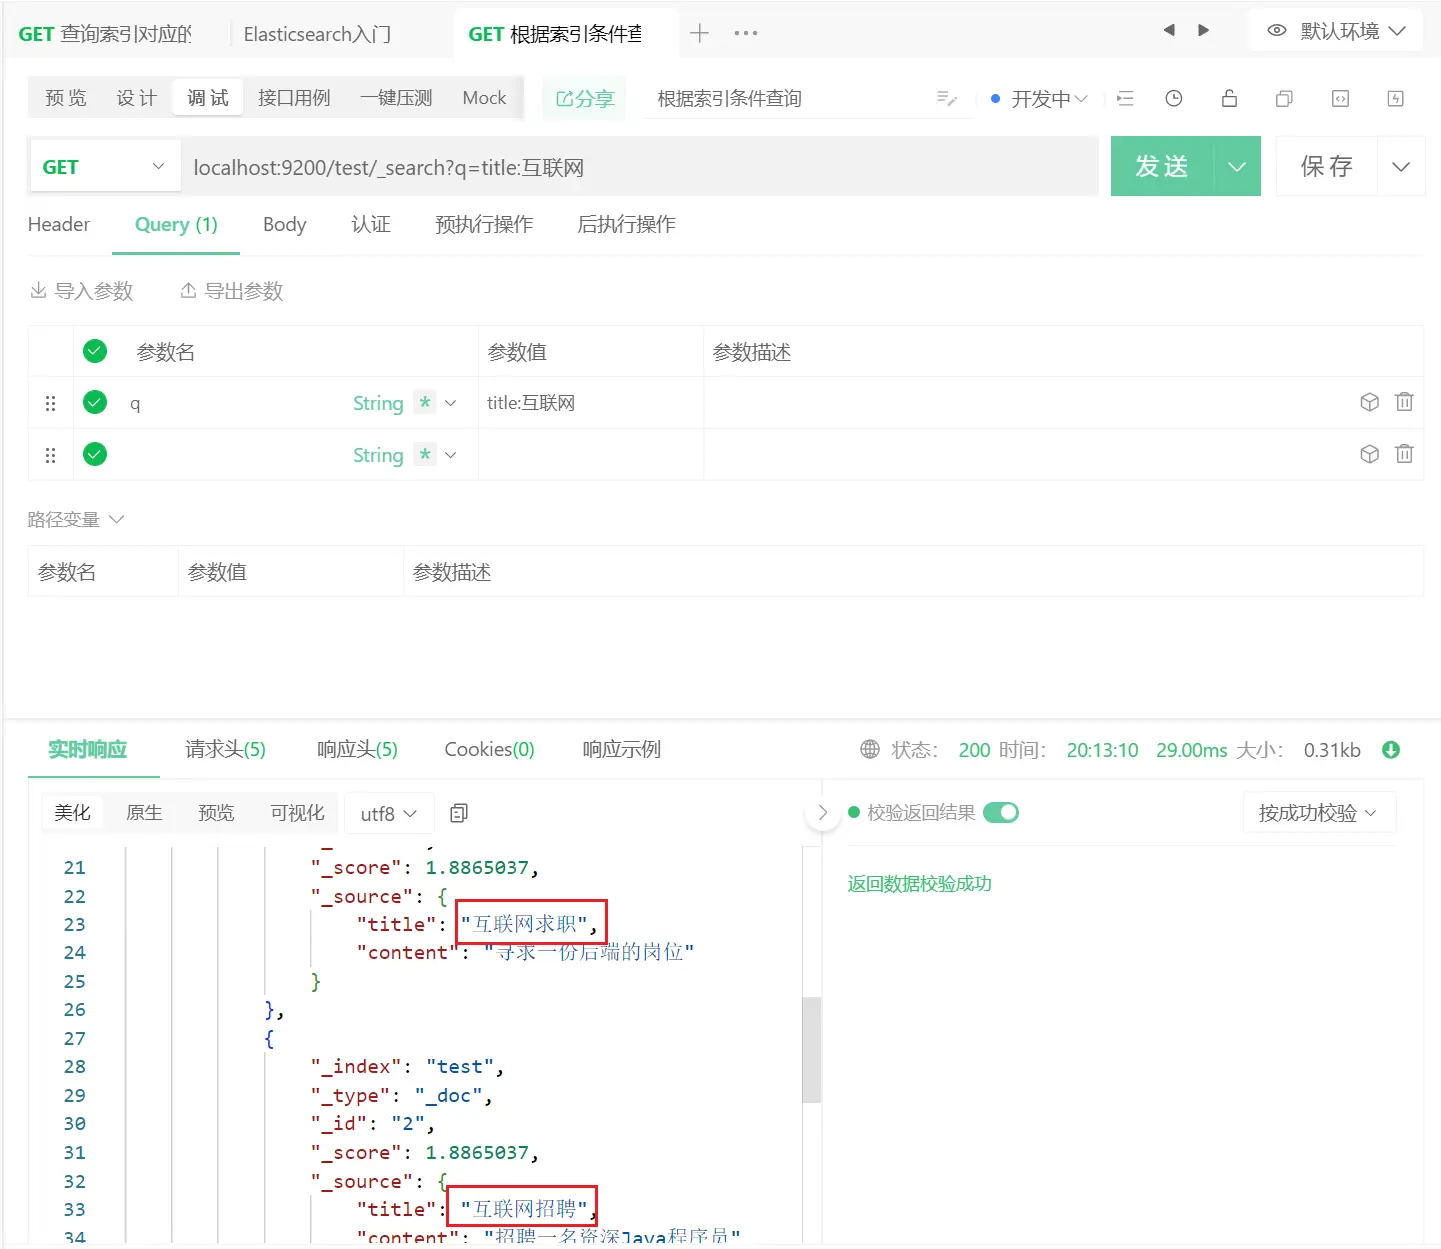 GET 查询索引对应的 Elasticsearch入门 GET 根据索引条件查 默认环境
预览 设计 调试 接口用例 一键压测 Mock 分享 根据索引条件查询 开发中
GET localhost:9200/test/_search?q=title:互联网 发送 保存
Header Query (1) Body 认证 预执行操作 后执行操作
导入参数 导出参数
参数名 参数值 参数描述
q String * title:互联网
String *
路径变量
参数名 参数值 参数描述
实时响应 请求头(5) 响应头(5) Cookies(0) 响应示例 状态: 200 时间: 20:13:10 29.00ms 大小: 0.31kb
美化 原生 预览 可视化 utf8 校验返回结果 按成功校验
返回数据校验成功
21 "_score": 1.8865037,
22 "_source": {
23 "title": "互联网求职",
24 "content": "寻求一份后端的岗位"
25 }
26 },
27 {
28 "_index": "test",
29 "_type": "_doc",
30 "_id": "2",
31 "_score": 1.8865037,
32 "_source": {
33 "title": "互联网招聘",
34 "content": "招聘一名资深Java程序员"